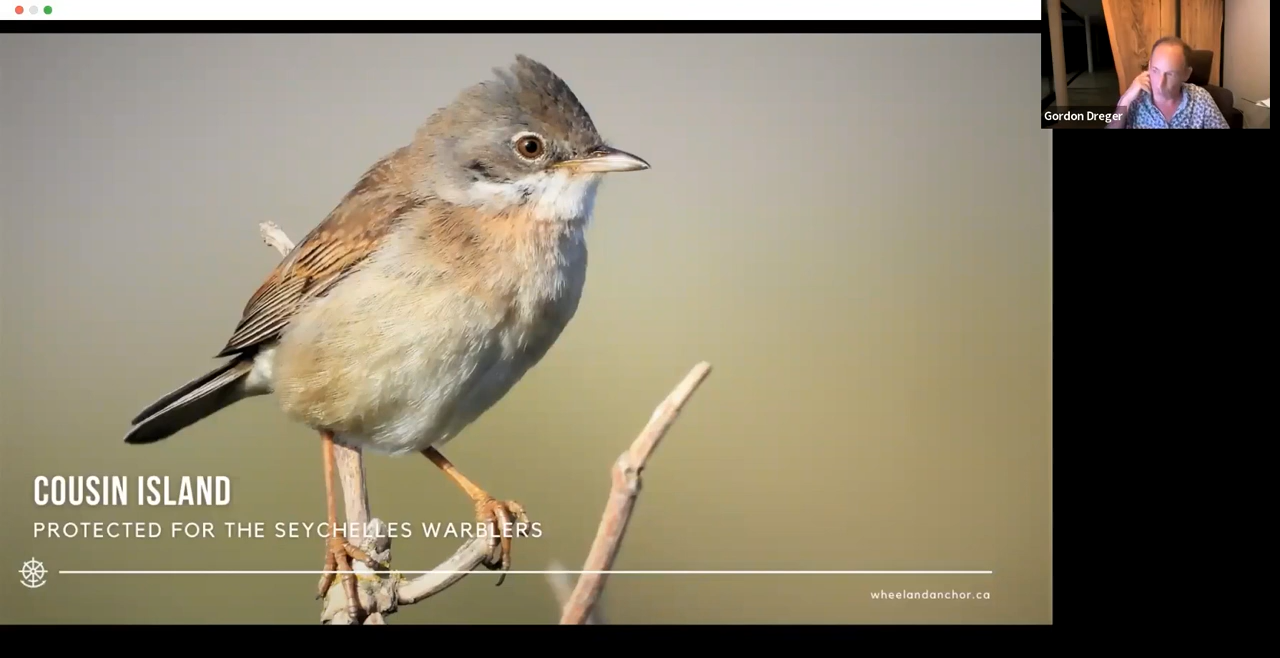 Gordon Dreger
COUSIN ISLAND
PROTECTED FOR THE SEYCHELLES WARBLERS
wheelandanchor.ca